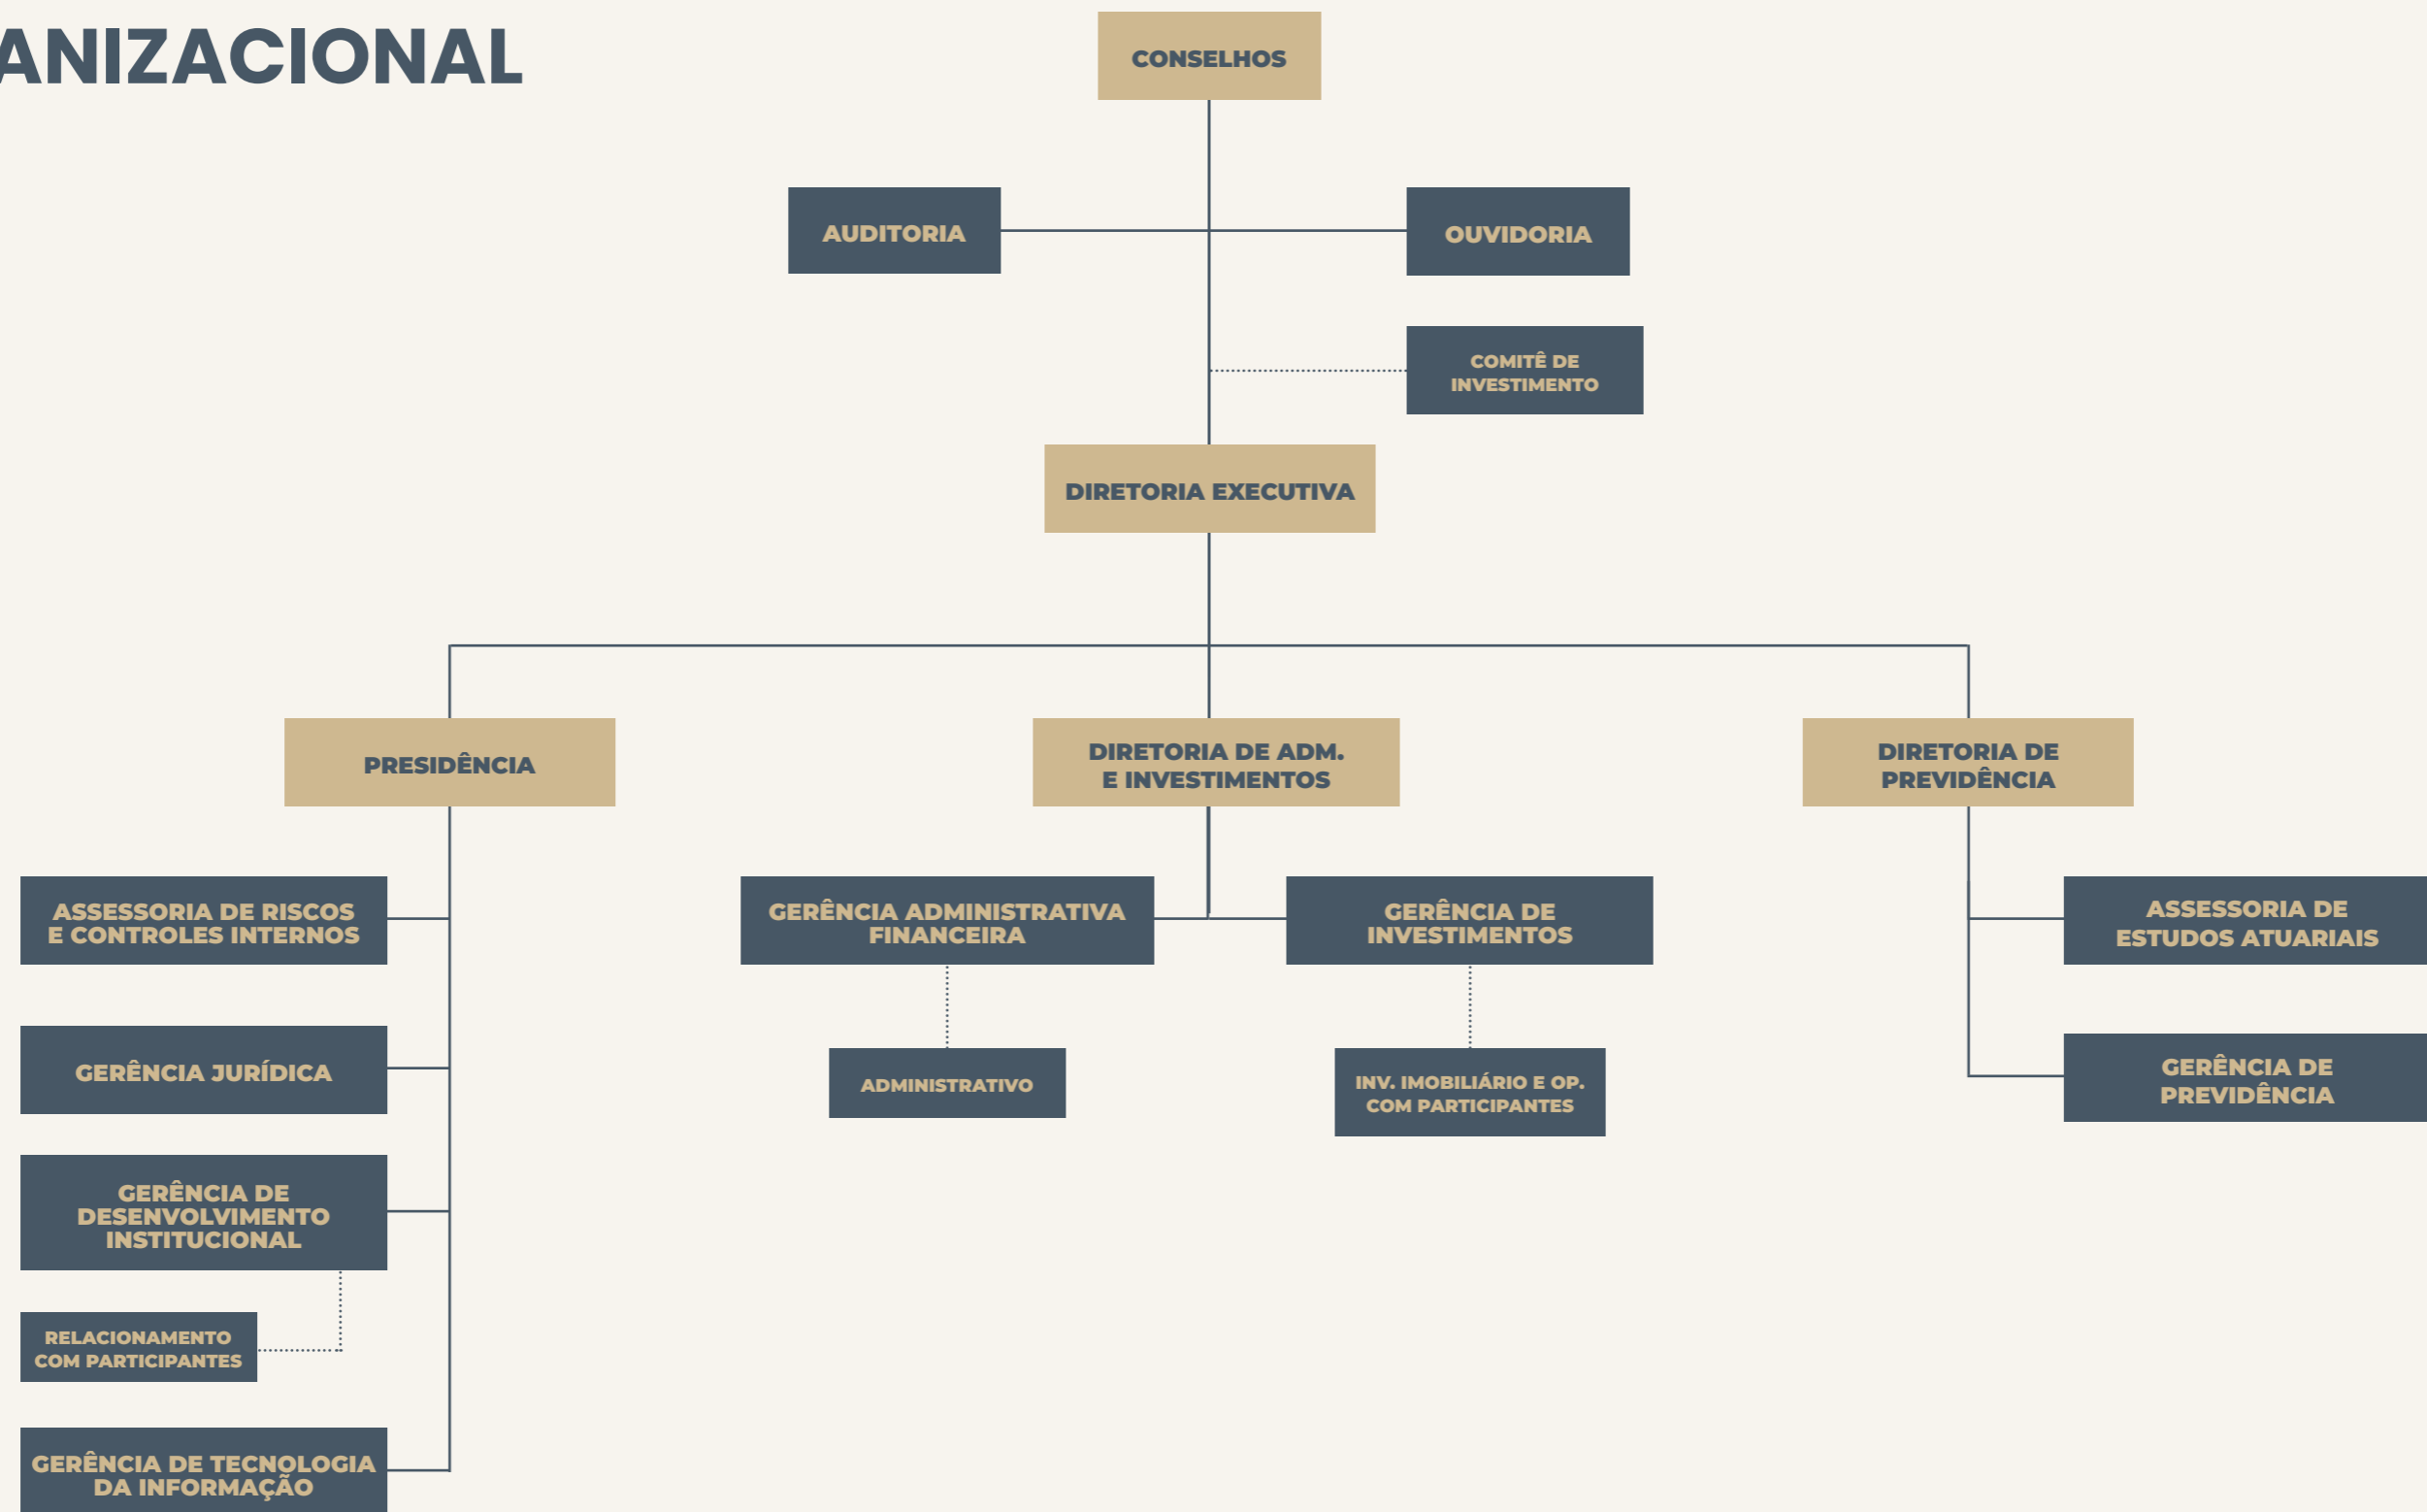 ANIZACIONAL
CONSELHOS
AUDITORIA
OUVIDORIA
COMITÊ DE
INVESTIMENTO
DIRETORIA EXECUTIVA
PRESIDÊNCIA
DIRETORIA DE ADM.
E INVESTIMENTOS
DIRETORIA DE
PREVIDÊNCIA
ASSESSORIA DE RISCOS
E CONTROLES INTERNOS
GERÊNCIA JURÍDICA
GERÊNCIA DE
DESENVOLVIMENTO
INSTITUCIONAL
RELACIONAMENTO
COM PARTICIPANTES
GERÊNCIA DE TECNOLOGIA
DA INFORMAÇÃO
GERÊNCIA ADMINISTRATIVA
FINANCEIRA
ADMINISTRATIVO
GERÊNCIA DE
INVESTIMENTOS
INV. IMOBILIÁRIO E OP.
COM PARTICIPANTES
ASSESSORIA DE
ESTUDOS ATUARIAIS
GERÊNCIA DE
PREVIDÊNCIA